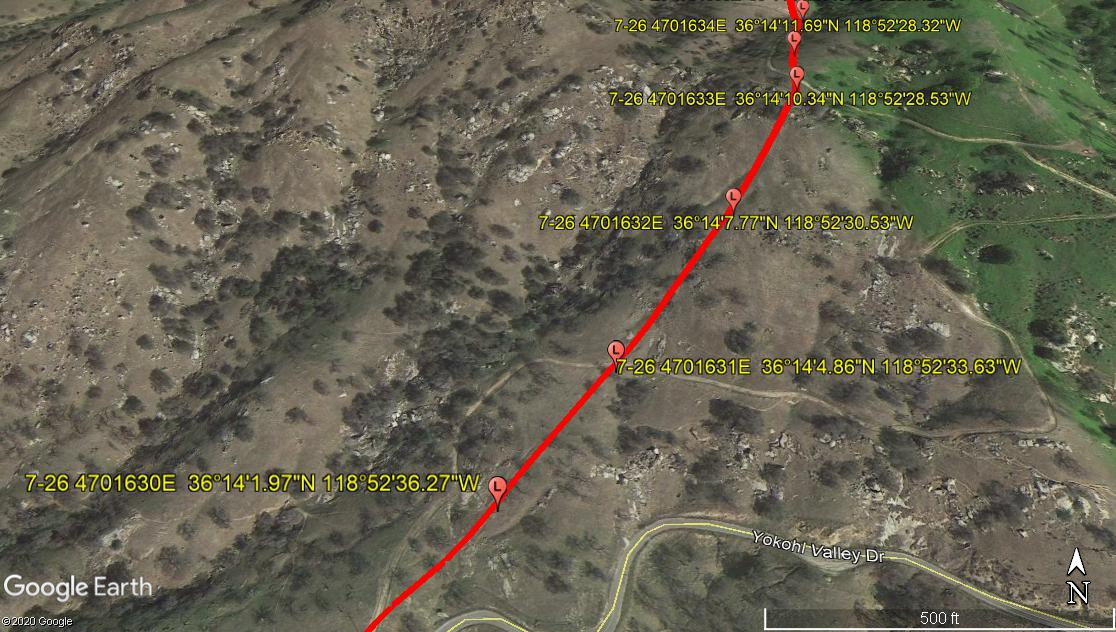 7-26 4701634E  36°14'11.69"N 118°52'28.32"W
L
L
7-26 4701633E  36°14'10.34"N 118°52'28.53"W
L
L
7-26 4701632E  36°14'7.77"N 118°52'30.53"W
L
7-26 4701631E  36°14'4.86"N 118°52'33.63"W
7-26 4701630E  36°14'1.97"N 118°52'36.27"W
L
Yokohl Valley Dr
Google Earth
N
©2020 Google
500 ft